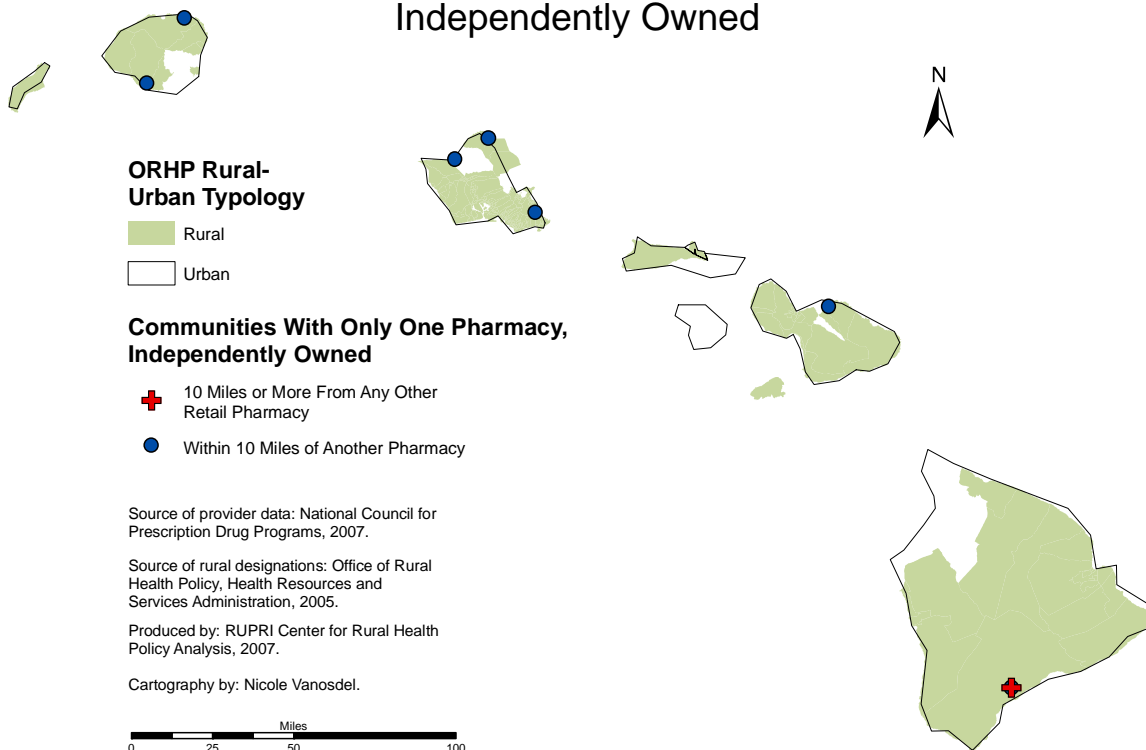 Independently Owned
N
ORHP Rural-
Urban Typology
Rural
Urban
Communities With Only One Pharmacy,
Independently Owned
10 Miles or More From Any Other
Retail Pharmacy
Within 10 Miles of Another Pharmacy
Source of provider data: National Council for
Prescription Drug Programs, 2007.
Source of rural designations: Office of Rural
Health Policy, Health Resources and
Services Administration, 2005.
Produced by: RUPRI Center for Rural Health
Policy Analysis, 2007.
Cartography by: Nicole Vanosdel.
Miles
0 25 50 100